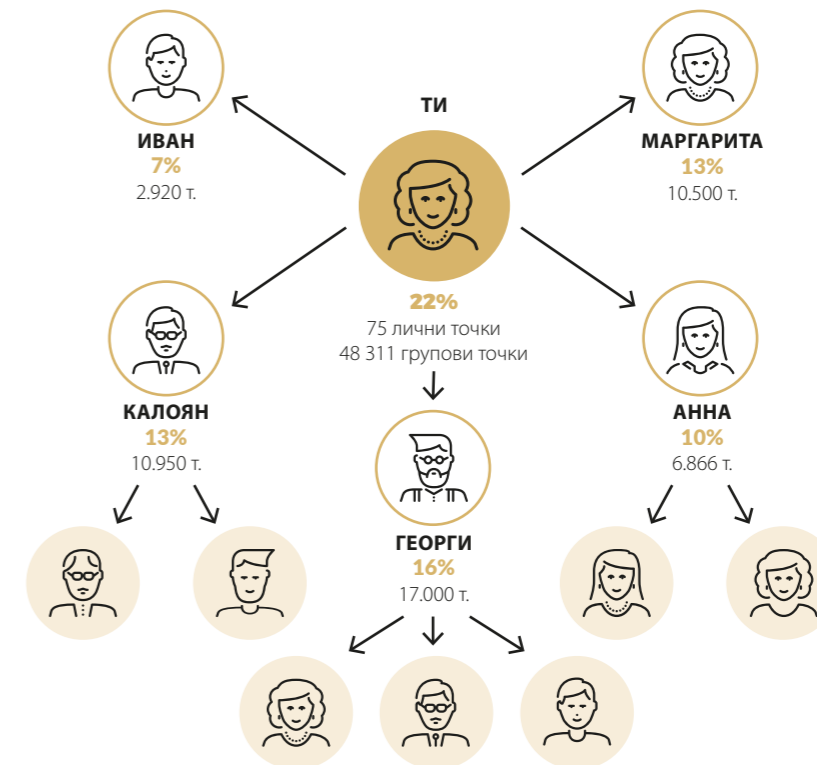 ТИ
ИВАН
7%
2.920 т.
МАРГАРИТА
13%
10.500 т.
22%
75 лични точки
48 311 групови точки
КАЛОЯН
13%
10.950 т.
АННА
10%
6.866 т.
ГЕОРГИ
16%
17.000 т.